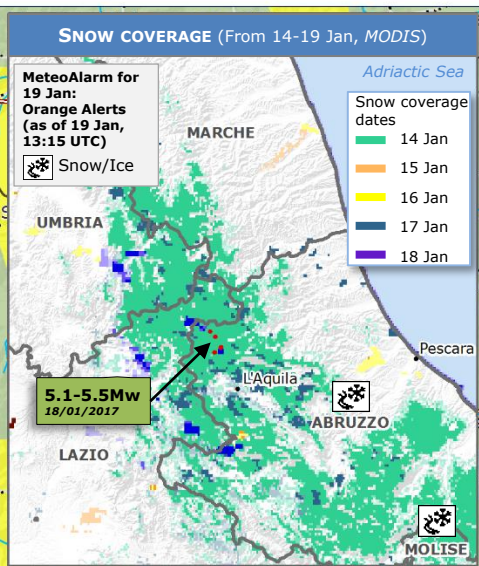 SNOW COVERAGE (From 14-19 Jan, MODIS)
MeteoAlarm for
19 Jan:
Orange Alerts
(as of 19 Jan,
13:15 UTC)
Snow/Ice
Adriactic Sea
Snow coverage
dates
14 Jan
15 Jan
16 Jan
17 Jan
18 Jan
MARCHE
UMBRIA
Pescara
L'Aquila
5.1-5.5Mw
18/01/2017
ABRUZZO
LAZIO
MOLISE